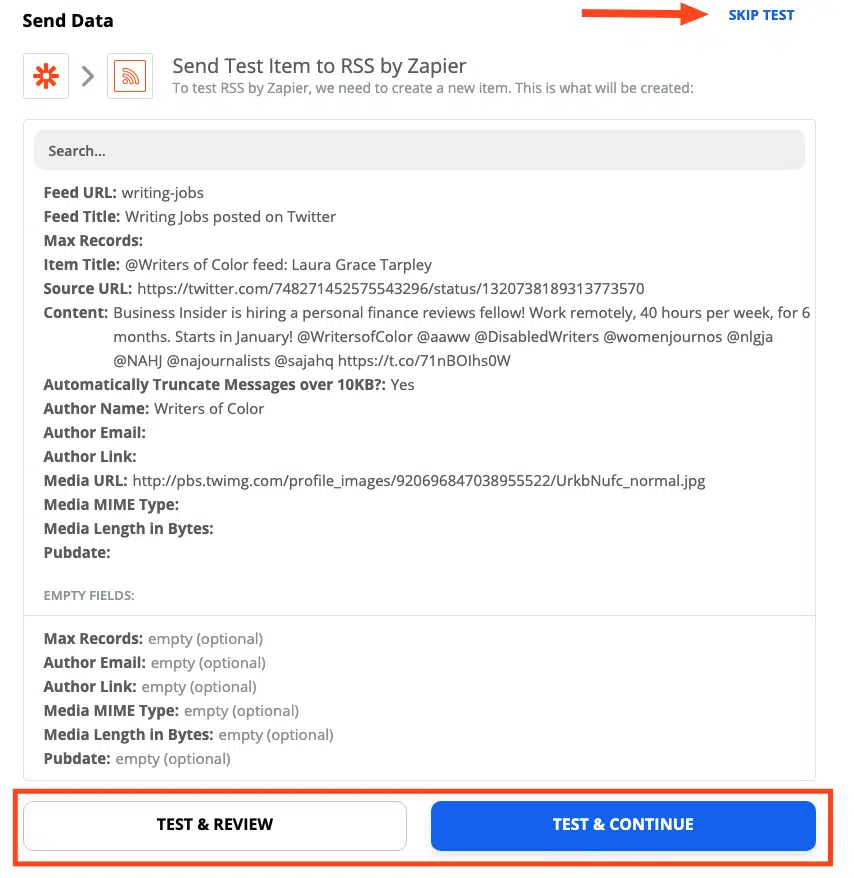 Send Data
SKIP TEST
Send Test Item to RSS by Zapier
To test RSS by Zapier, we need to create a new item. This is what will be created:
Search...
Feed URL: writing-jobs
Feed Title: Writing Jobs posted on Twitter
Max Records:
Item Title: @Writers of Color feed: Laura Grace Tarpley
Source URL: https://twitter.com/748271452575543296/status/1320738189313773570
Content: Business Insider is hiring a personal finance reviews fellow! Work remotely, 40 hours per week, for 6
months. Starts in January! @WritersofColor @aaww @DisabledWriters @womenjournos @nlgja
@NAHJ @najournalists @sajahq https://t.co/71nBOIhs0W
Automatically Truncate Messages over 10KB?: Yes
Author Name: Writers of Color
Author Email:
Author Link:
Media URL: http://pbs.twimg.com/profile_images/920696847038955522/UrkbNufc_normal.jpg
Media MIME Type:
Media Length in Bytes:
Pubdate:
EMPTY FIELDS:
Max Records: empty (optional)
Author Email: empty (optional)
Author Link: empty (optional)
Media MIME Type: empty (optional)
Media Length in Bytes: empty (optional)
Pubdate: empty (optional)
TEST & REVIEW
TEST & CONTINUE